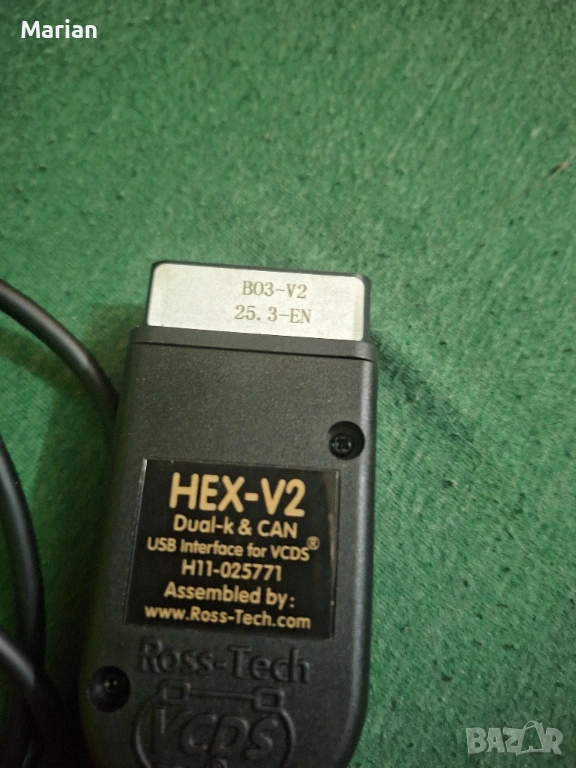 Marian
B03-V2
25.3-EN
HEX-V2
Dual-k & CAN
USB Interface for VCDS®
H11-025771
Assembled by:
www.Ross-Tech.com
Ross-Tech
VCDS
BAZAR